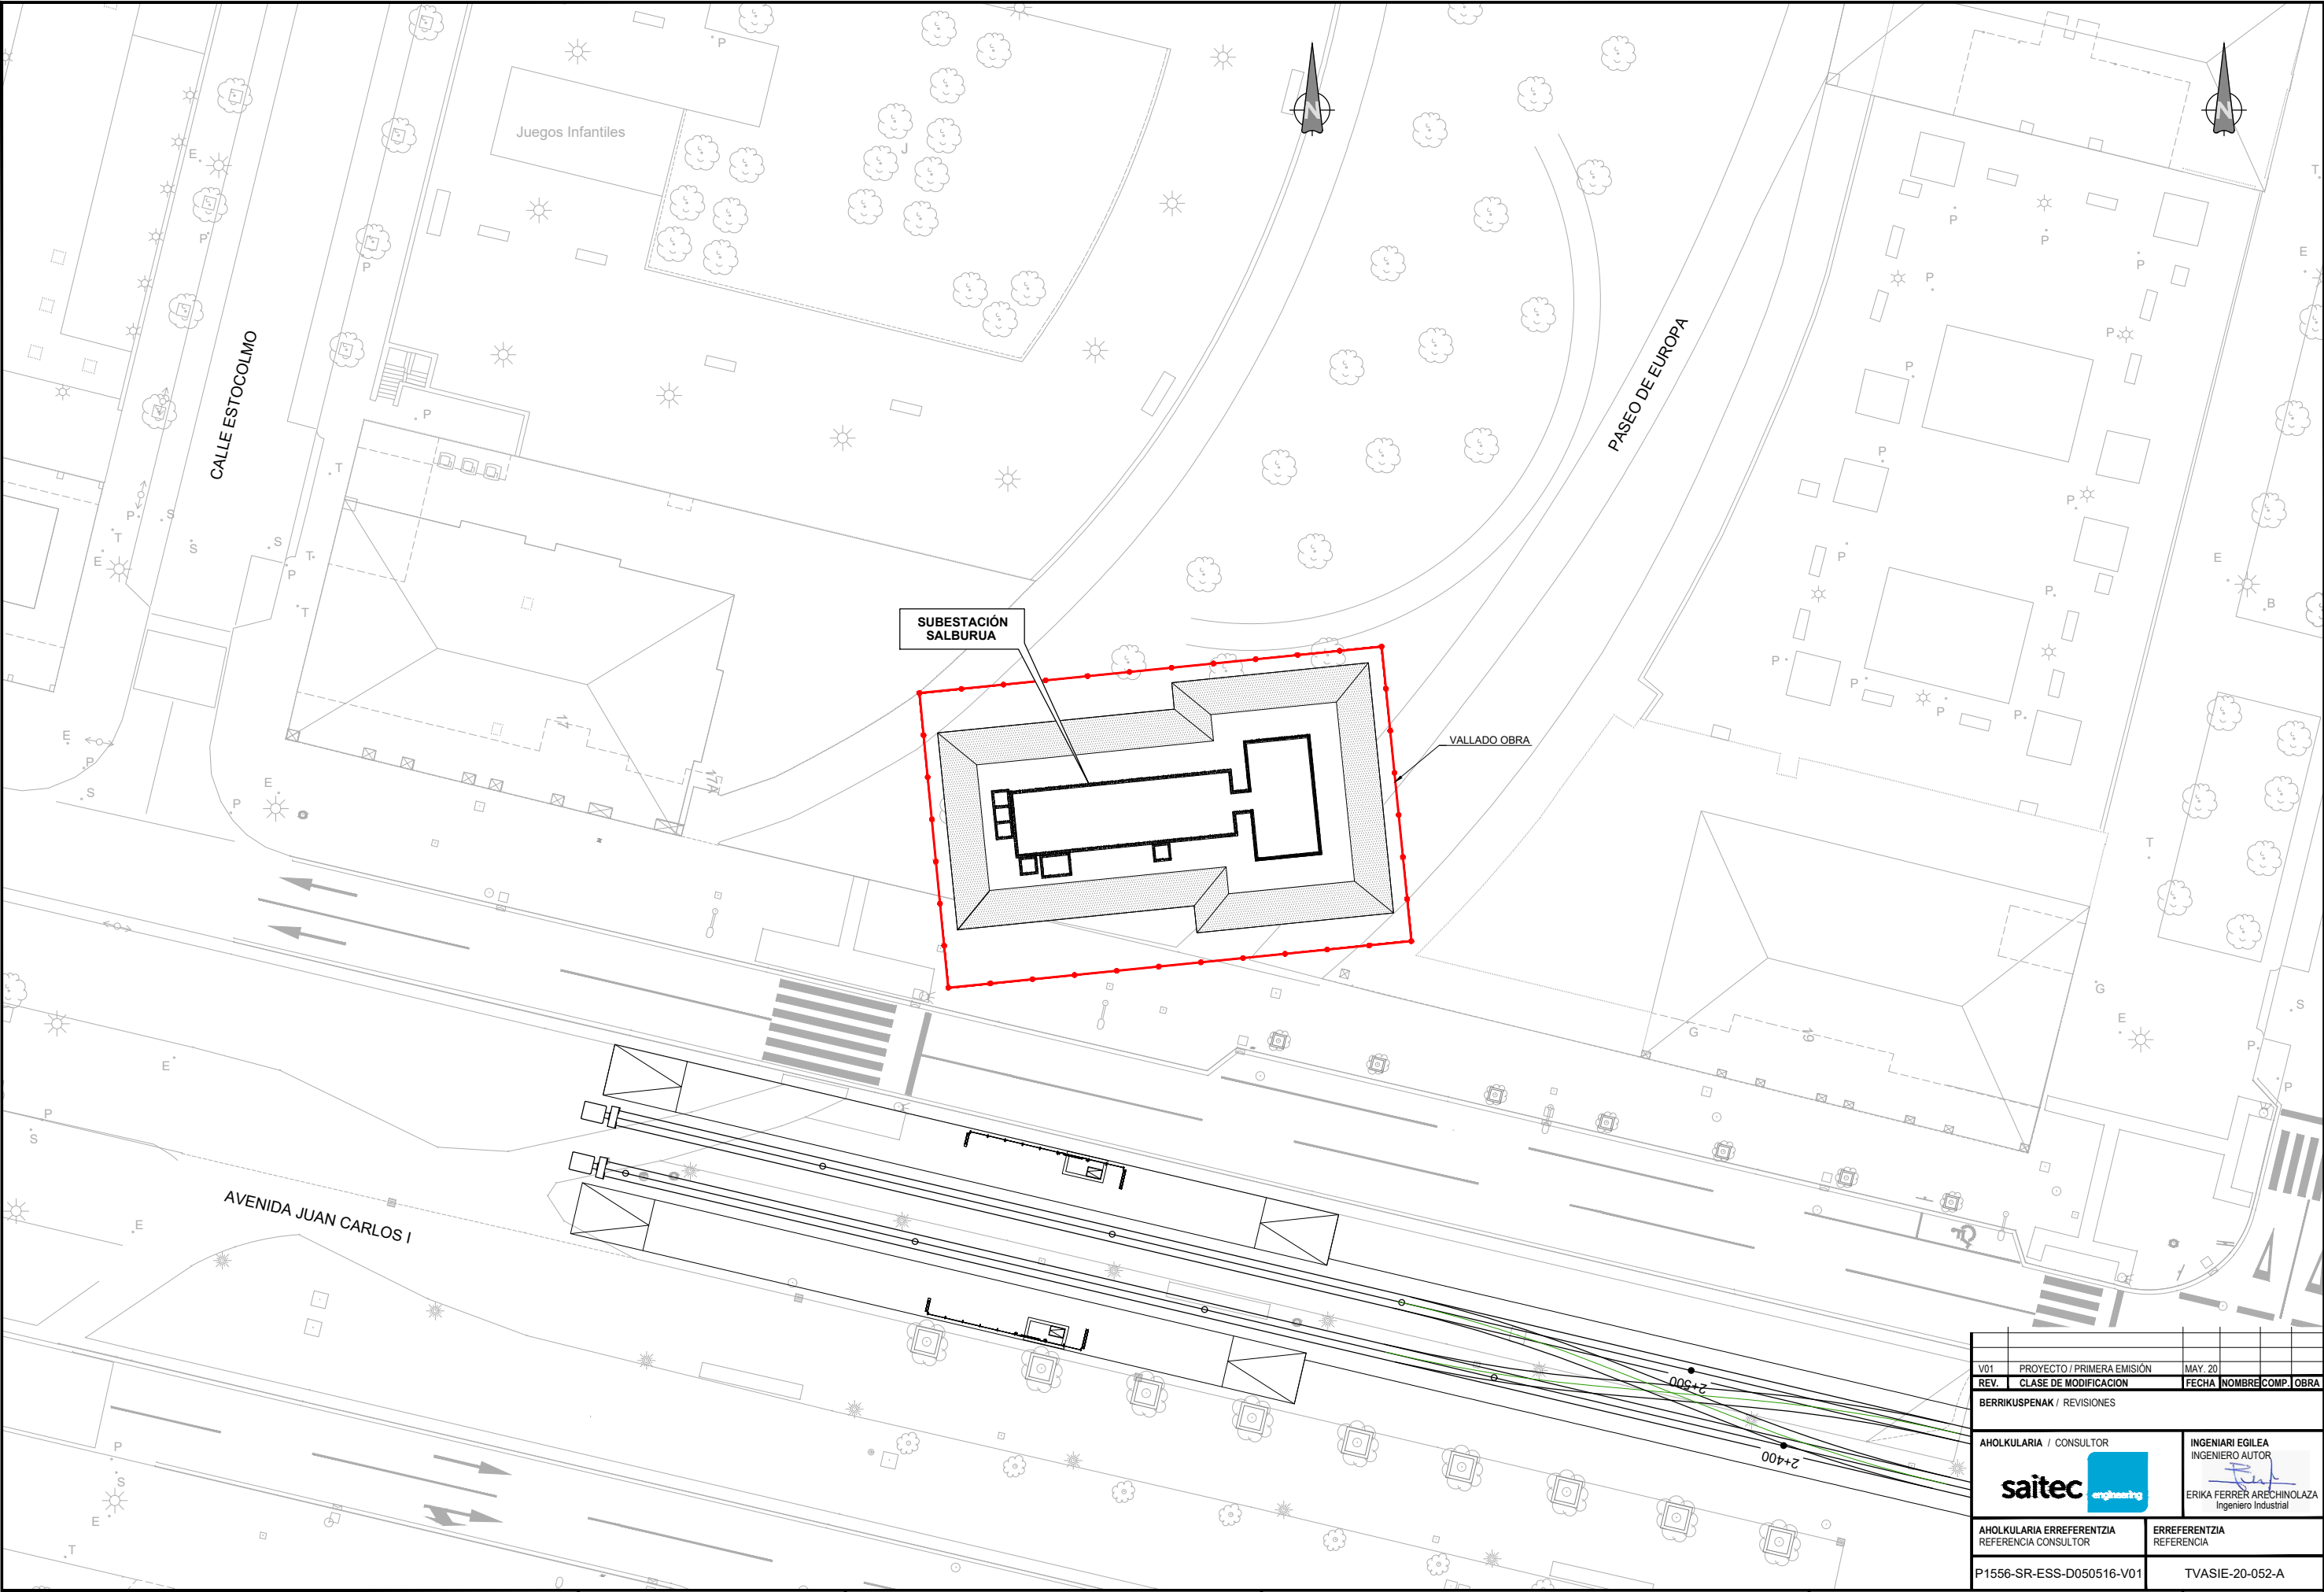 Juegos Infantiles
J
N
N
CALLE ESTOCOLMO
PASEO DE EUROPA
SUBESTACIÓN
SALBURUA
VALLADO OBRA
17
17A
19
G
G
B
AVENIDA JUAN CARLOS I
2+500
2+400
V01 PROYECTO / PRIMERA EMISIÓN MAY. 20
REV. CLASE DE MODIFICACION FECHA NOMBRE COMP. OBRA
BERRIKUSPENAK / REVISIONES
AHOLKULARIA / CONSULTOR
saitec engineering
INGENIARI EGILEA
INGENIERO AUTOR
ERIKA FERRER ARECHINOLAZA
Ingeniero Industrial
AHOLKULARIA ERREFERENTZIA
REFERENCIA CONSULTOR
ERREFERENTZIA
REFERENCIA
P1556-SR-ESS-D050516-V01
TVASIE-20-052-A